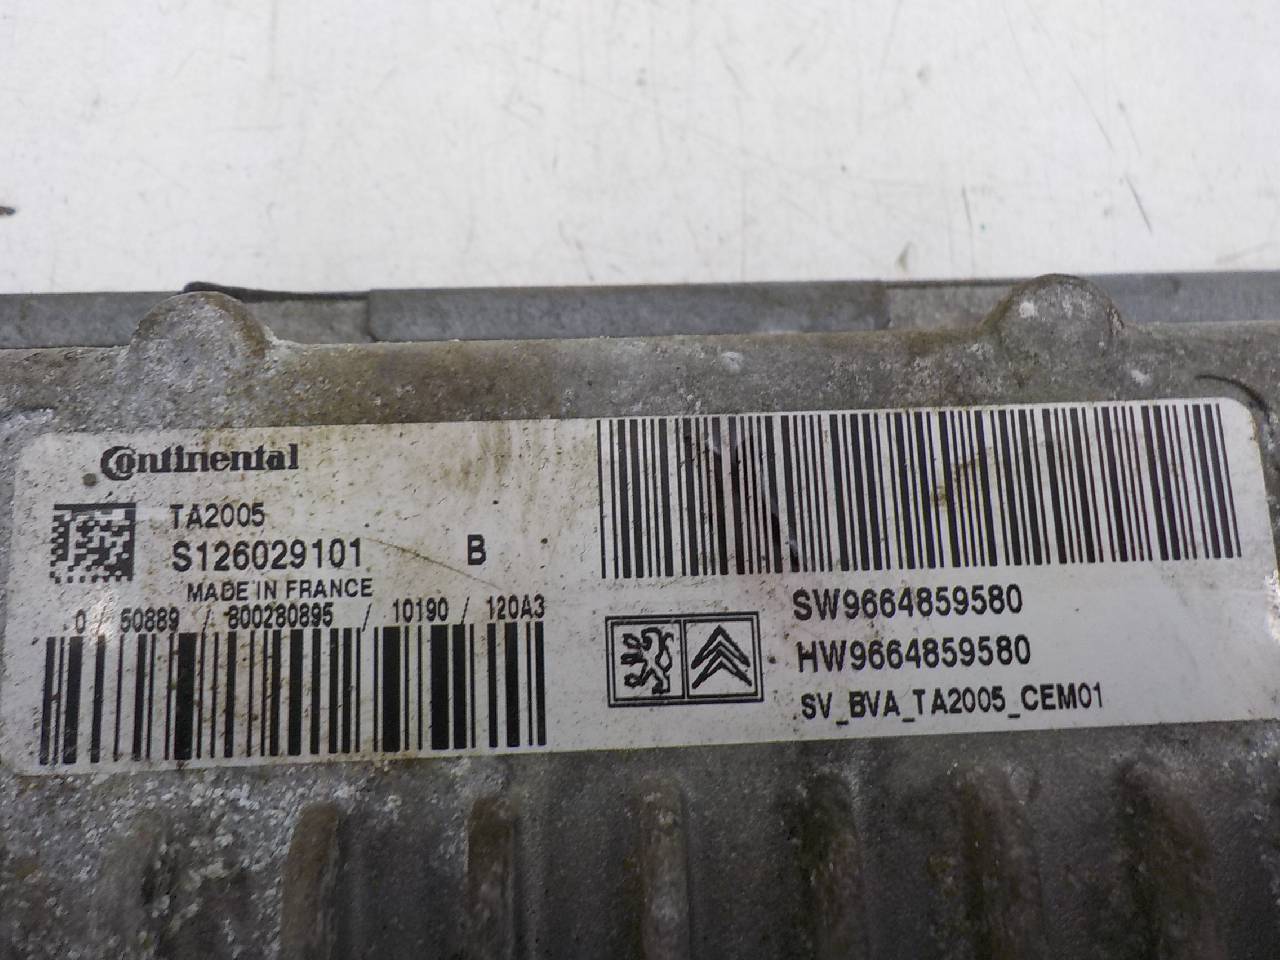 Continental
TA2005
S126029101 B
MADE IN FRANCE
0 / 50889 / 800280895 / 10190 / 120A3
SW9664859580
HW9664859580
SV_BVA_TA2005_CEM01